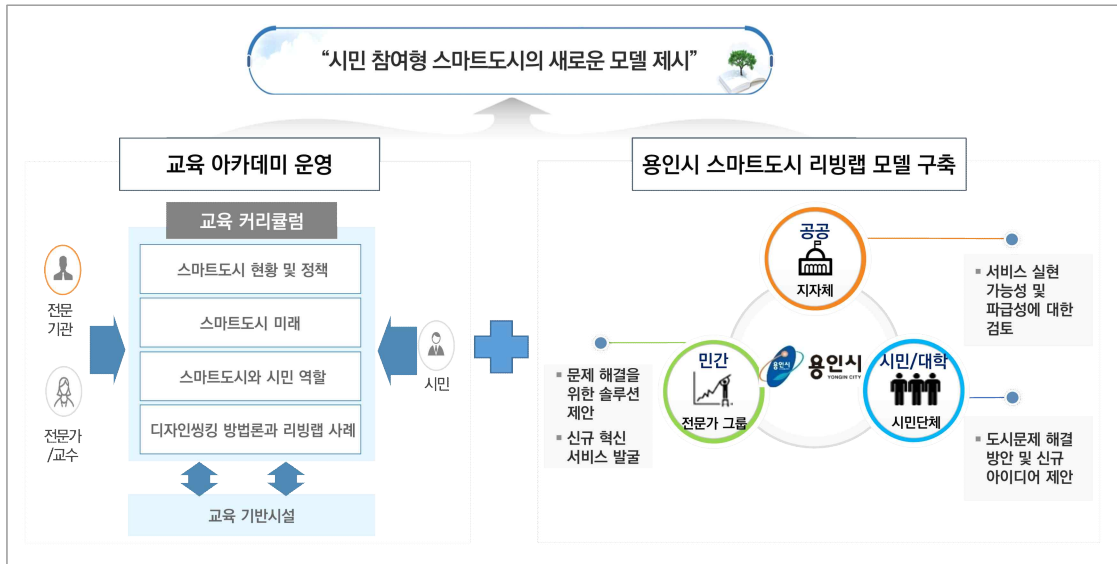 “시민 참여형 스마트도시의 새로운 모델 제시”
교육 아카데미 운영
교육 커리큘럼
스마트도시 현황 및 정책
스마트도시 미래
스마트도시와 시민 역할
디자인씽킹 방법론과 리빙랩 사례
교육 기반시설
전문
기관
전문가
/교수
시민
용인시 스마트도시 리빙랩 모델 구축
공공
지자체
▪ 서비스 실현
가능성 및
파급성에 대한
검토
민간
전문가 그룹
▪ 문제 해결을
위한 솔루션
제안
▪ 신규 혁신
서비스 발굴
용인시
용인시
YONGIN CITY
시민/대학
시민단체
▪ 도시문제 해결
방안 및 신규
아이디어 제안